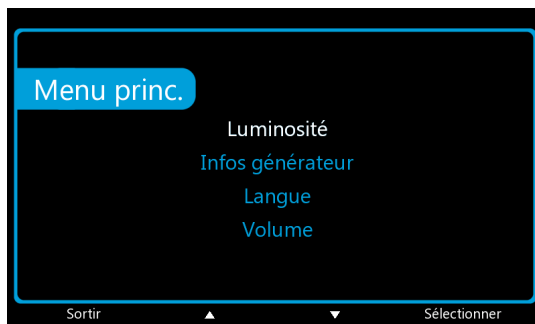 Menu princ.
Luminosité
Infos générateur
Langue
Volume
Sortir ▲ ▼ Sélectionner